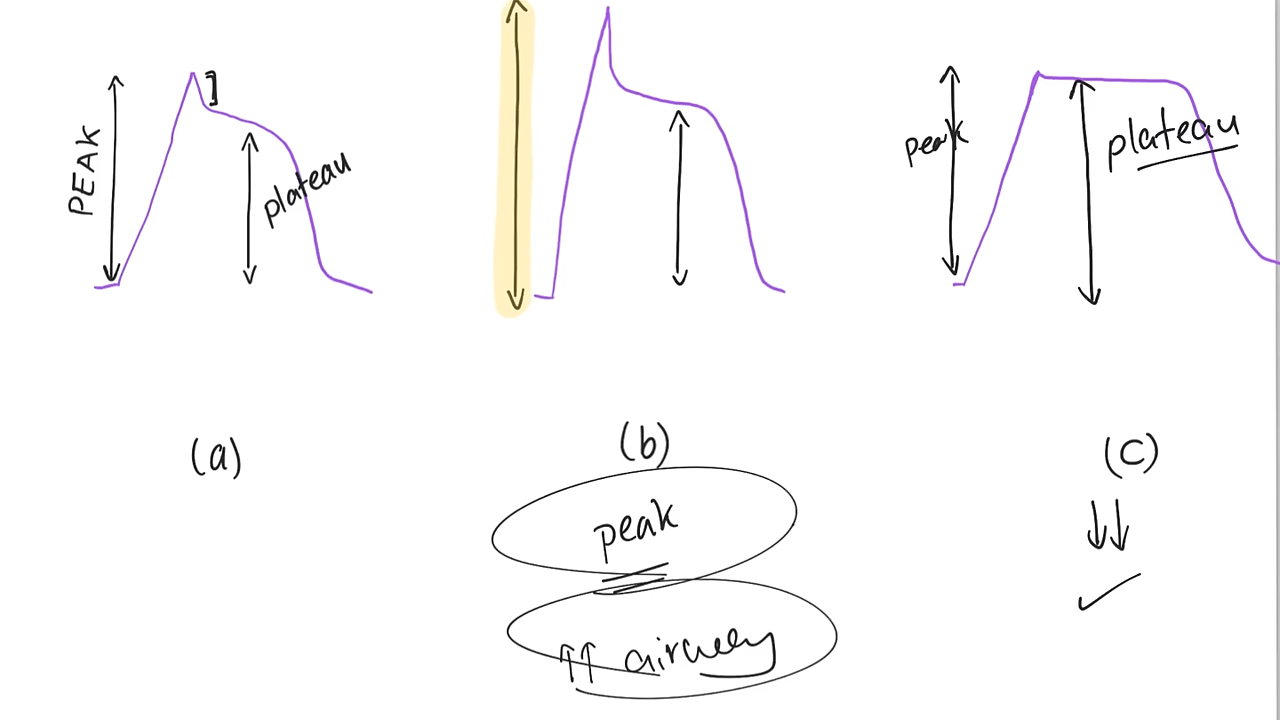 PEAK
]
plateau
peak
plateau
(a)
(b)
(c)
peak
↓↓
✓
↑↑ airway